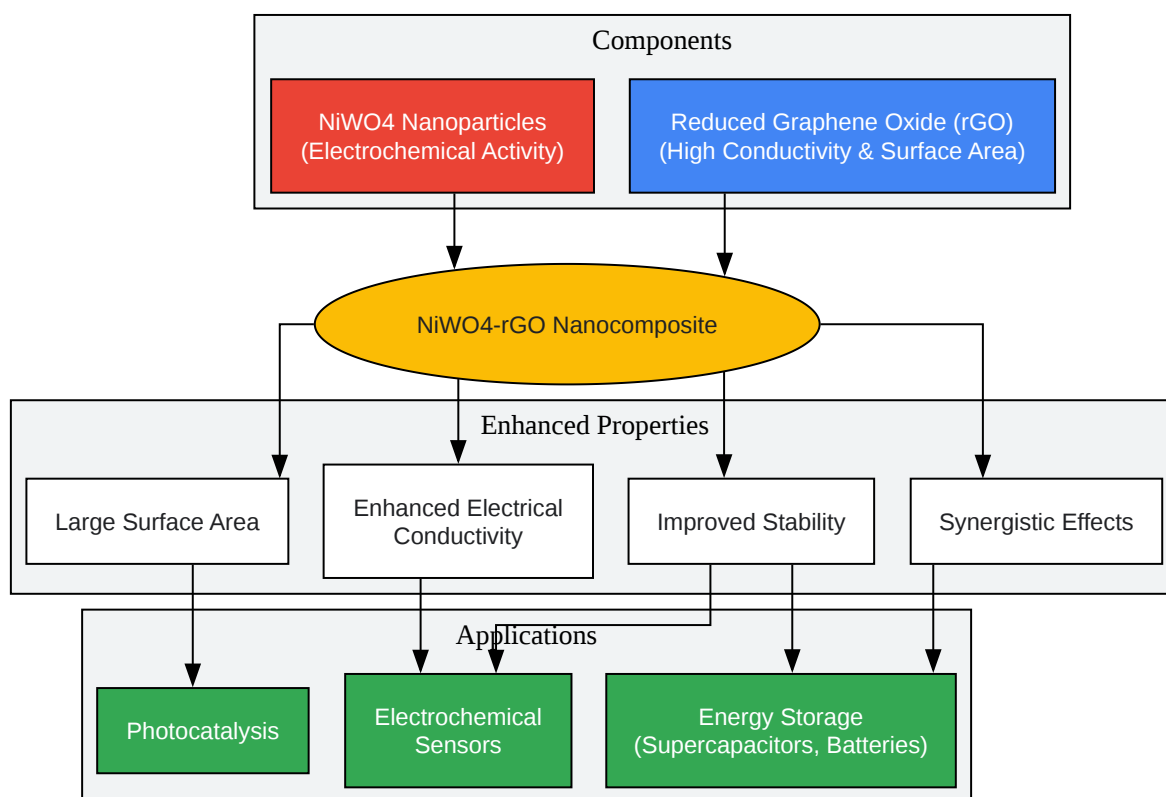 Components
NiWO4 Nanoparticles
(Electrochemical Activity)
Reduced Graphene Oxide (rGO)
(High Conductivity & Surface Area)
NiWO4-rGO Nanocomposite
Enhanced Properties
Large Surface Area
Enhanced Electrical
Conductivity
Improved Stability
Synergistic Effects
Applications
Photocatalysis
Electrochemical
Sensors
Energy Storage
(Supercapacitors, Batteries)